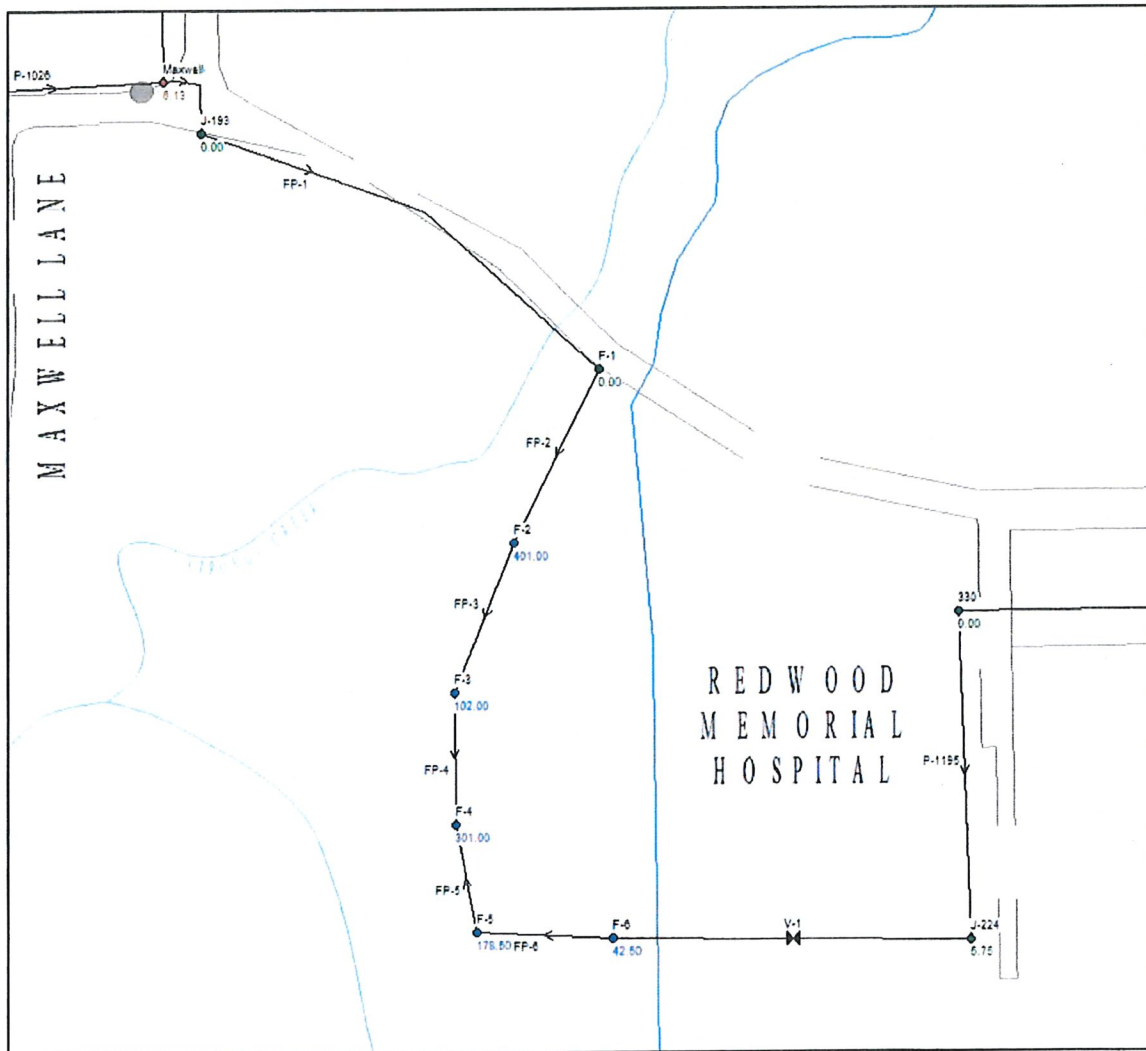 P-1026
Maxwell
6.13
J-193
0.00
FP-1
MAXWELL LANE
F-1
0.00
FP-2
F-2
401.00
FP-3
330
0.00
F-3
102.00
REDWOOD
MEMORIAL
HOSPITAL
P-1195
FP-4
F-4
301.00
FP-5
F-5
178.50
FP-6
F-6
42.50
V-1
J-224
5.75